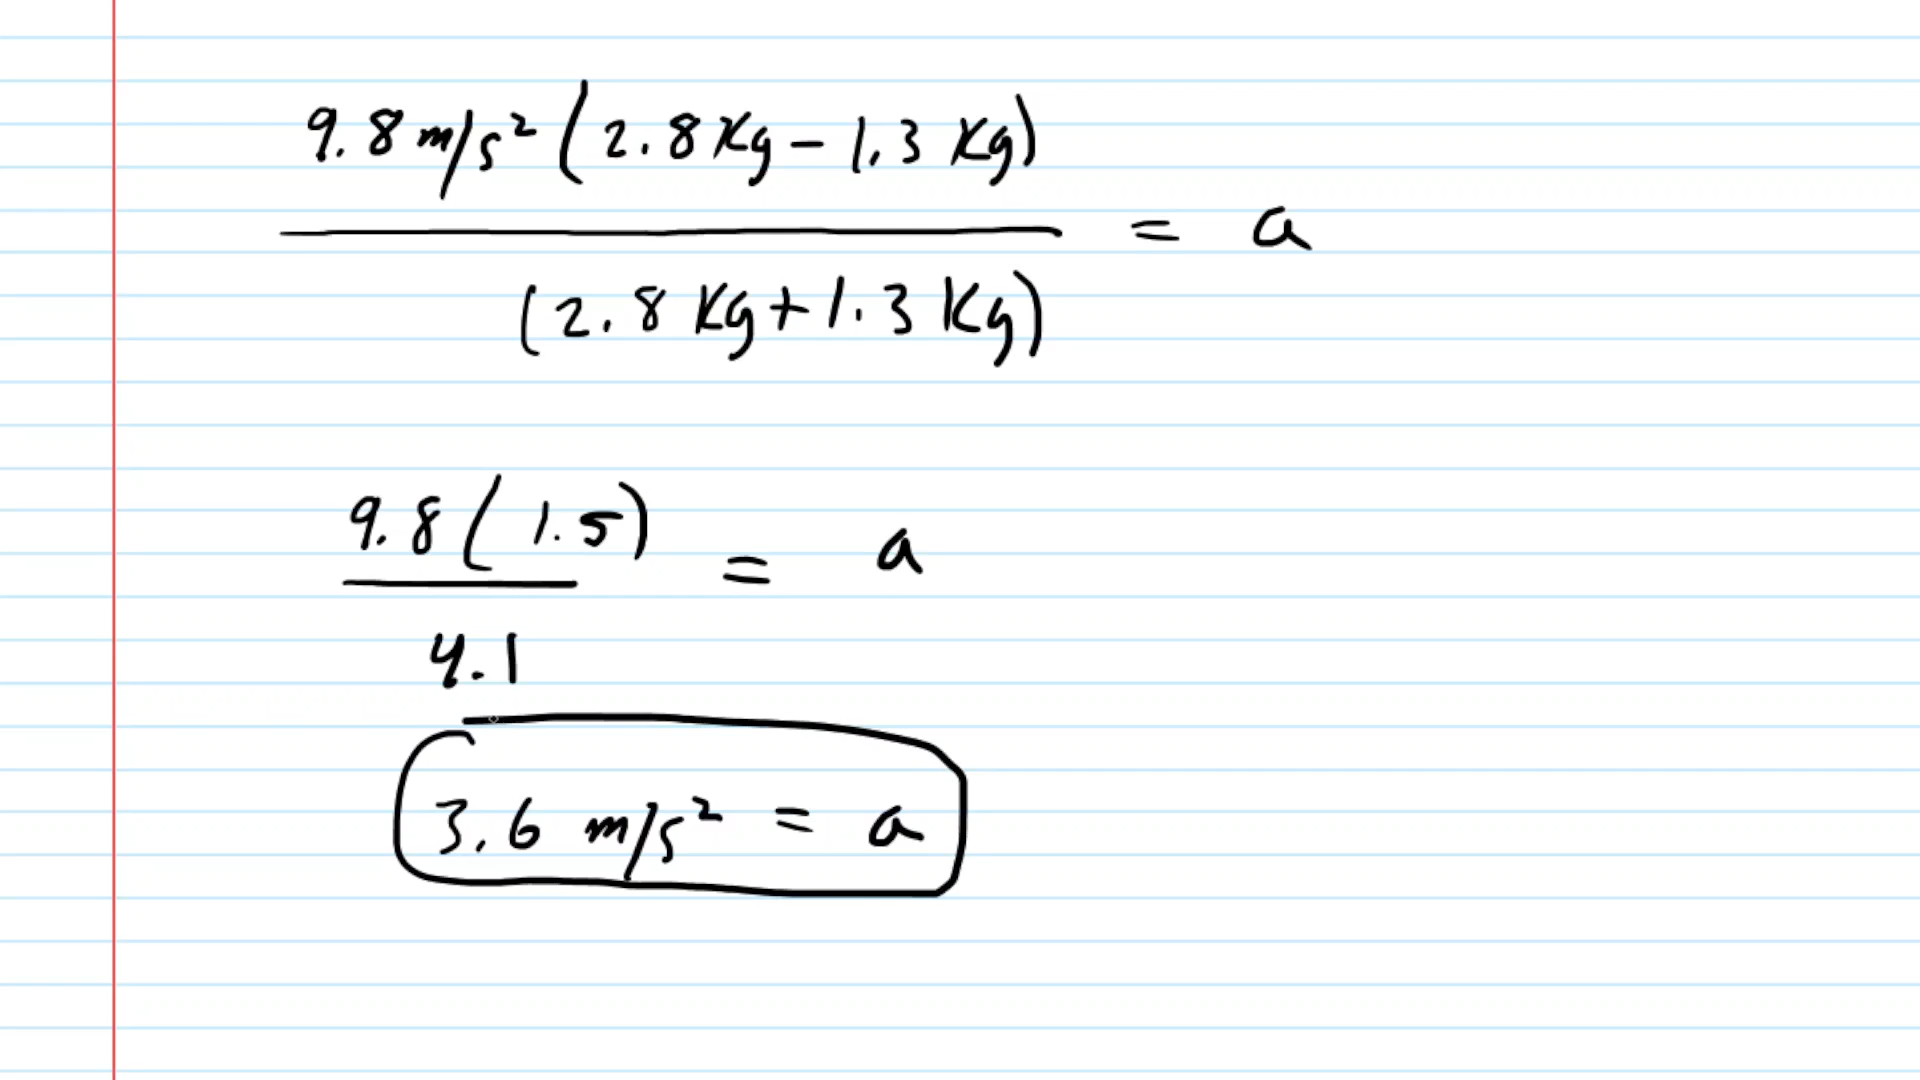 9.8 m/s² (2.8 Kg - 1.3 Kg)
= a
(2.8 Kg + 1.3 Kg)
9.8 (1.5)
= a
4.1
3.6 m/s² = a